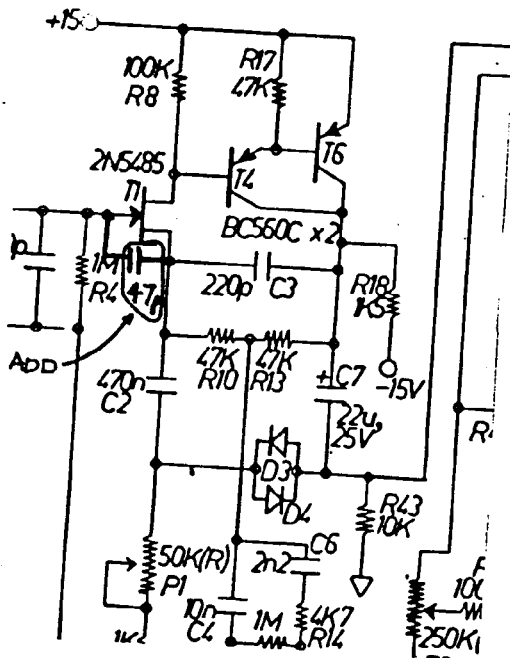 +15
100K
R8
R17
47K
2N5485
T1
T4
T6
BC560C x2
1M
R4
47p
220p
C3
R18
1K5
-15V
ADD
47K
R10
47K
R13
470n
C2
+
C7
22u,
25V
D3
D4
R43
10K
50K(R)
P1
C6
2n2
10n
C4
1M
4K7
R14
250K